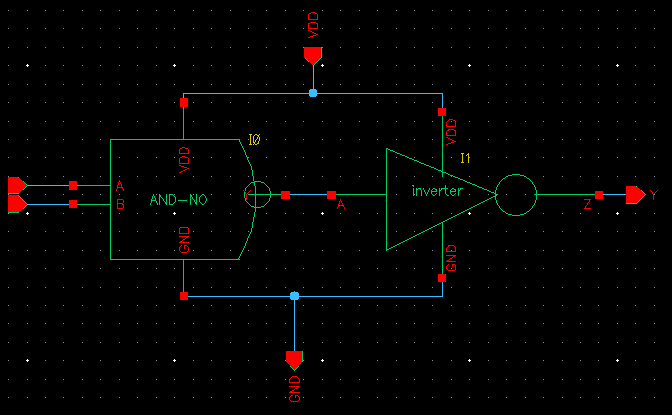 VDD
I0
VDD
VDD
I1
A
B
AND-NO
GND
A
inverter
GND
Z
Y
GND